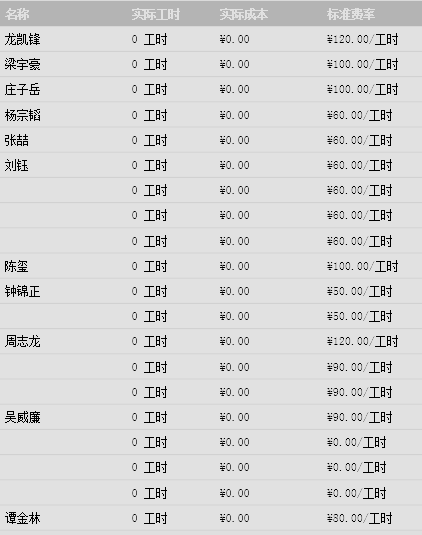 名称 实际工时 实际成本 标准费率
龙凯锋 0 工时 ¥0.00 ¥120.00/工时
梁宇豪 0 工时 ¥0.00 ¥100.00/工时
庄子岳 0 工时 ¥0.00 ¥100.00/工时
杨宗韬 0 工时 ¥0.00 ¥60.00/工时
张喆 0 工时 ¥0.00 ¥60.00/工时
刘钰 0 工时 ¥0.00 ¥60.00/工时
0 工时 ¥0.00 ¥60.00/工时
0 工时 ¥0.00 ¥60.00/工时
0 工时 ¥0.00 ¥60.00/工时
陈玺 0 工时 ¥0.00 ¥100.00/工时
钟锦正 0 工时 ¥0.00 ¥50.00/工时
0 工时 ¥0.00 ¥50.00/工时
周志龙 0 工时 ¥0.00 ¥120.00/工时
0 工时 ¥0.00 ¥90.00/工时
0 工时 ¥0.00 ¥90.00/工时
吴威廉 0 工时 ¥0.00 ¥90.00/工时
0 工时 ¥0.00 ¥0.00/工时
0 工时 ¥0.00 ¥0.00/工时
0 工时 ¥0.00 ¥0.00/工时
谭金林 0 工时 ¥0.00 ¥80.00/工时